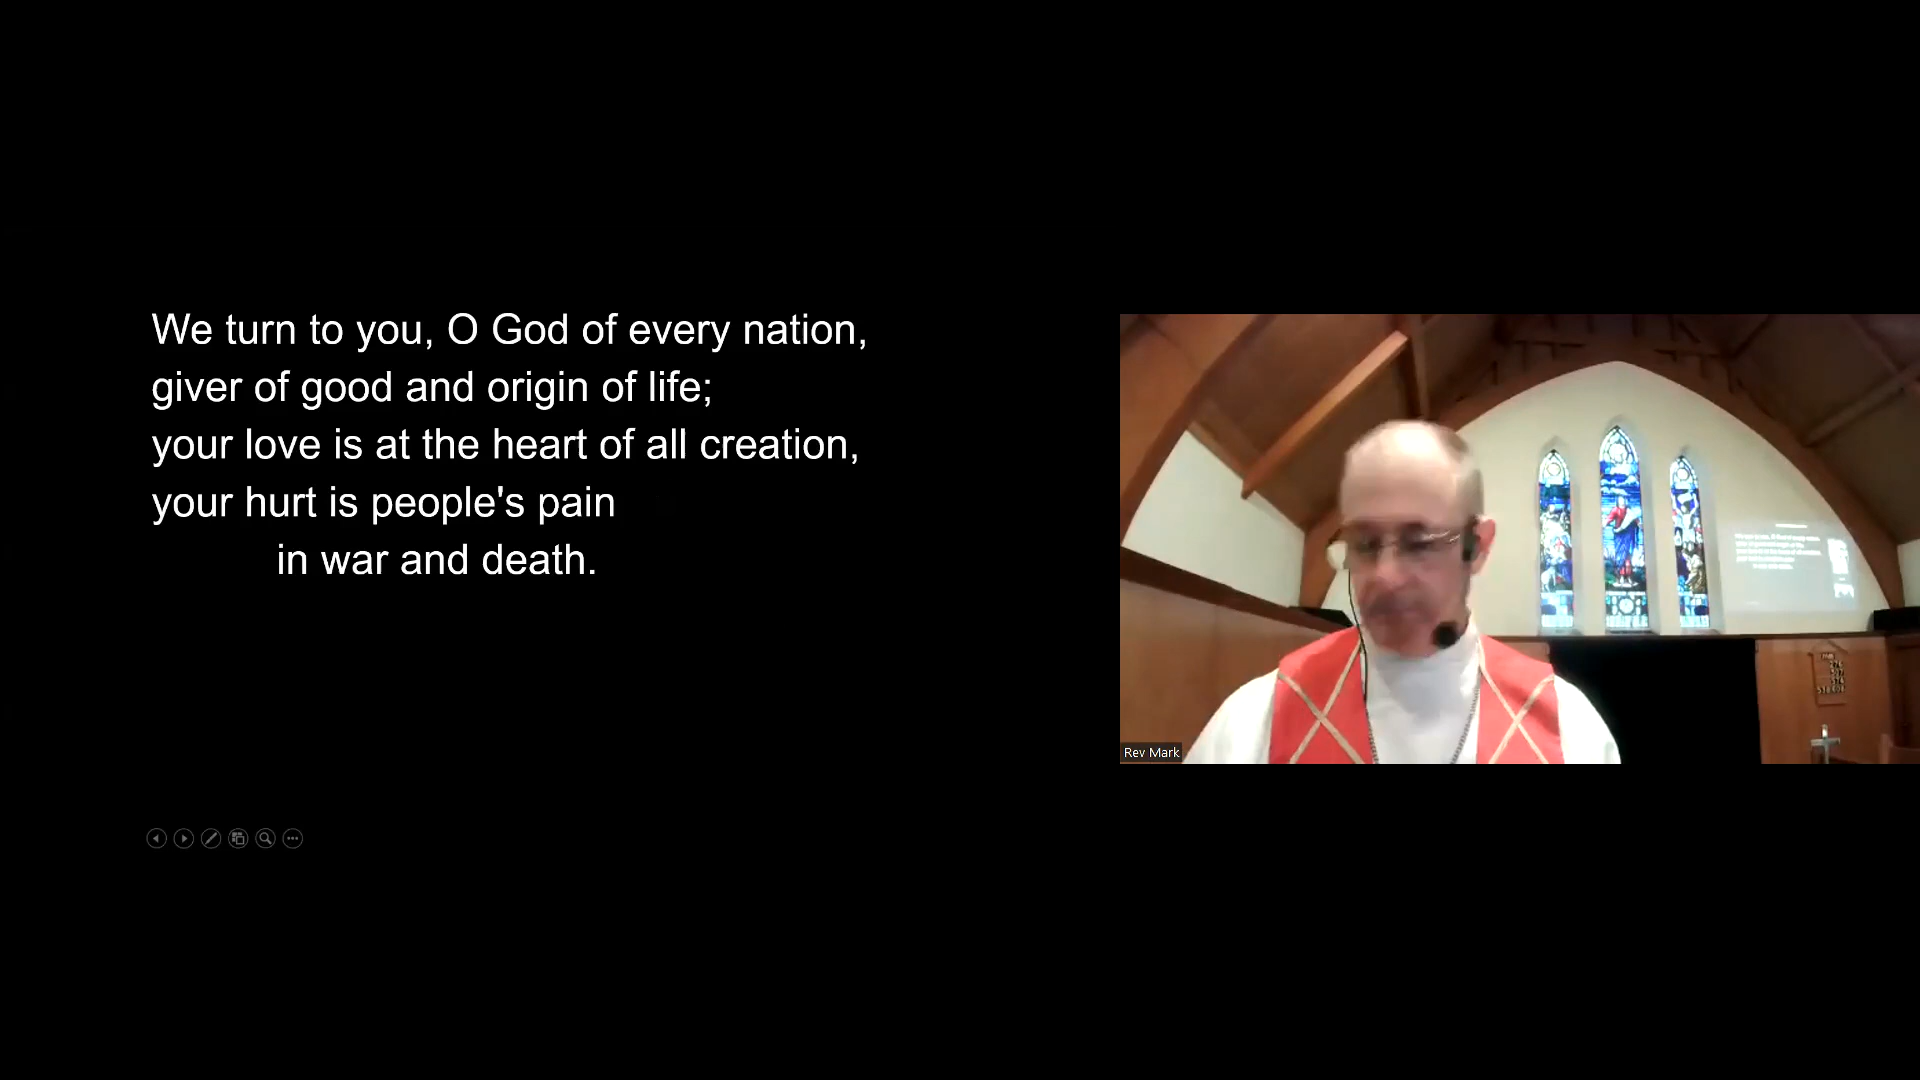 We turn to you, O God of every nation,
giver of good and origin of life;
your love is at the heart of all creation,
your hurt is people's pain
in war and death.
Rev Mark